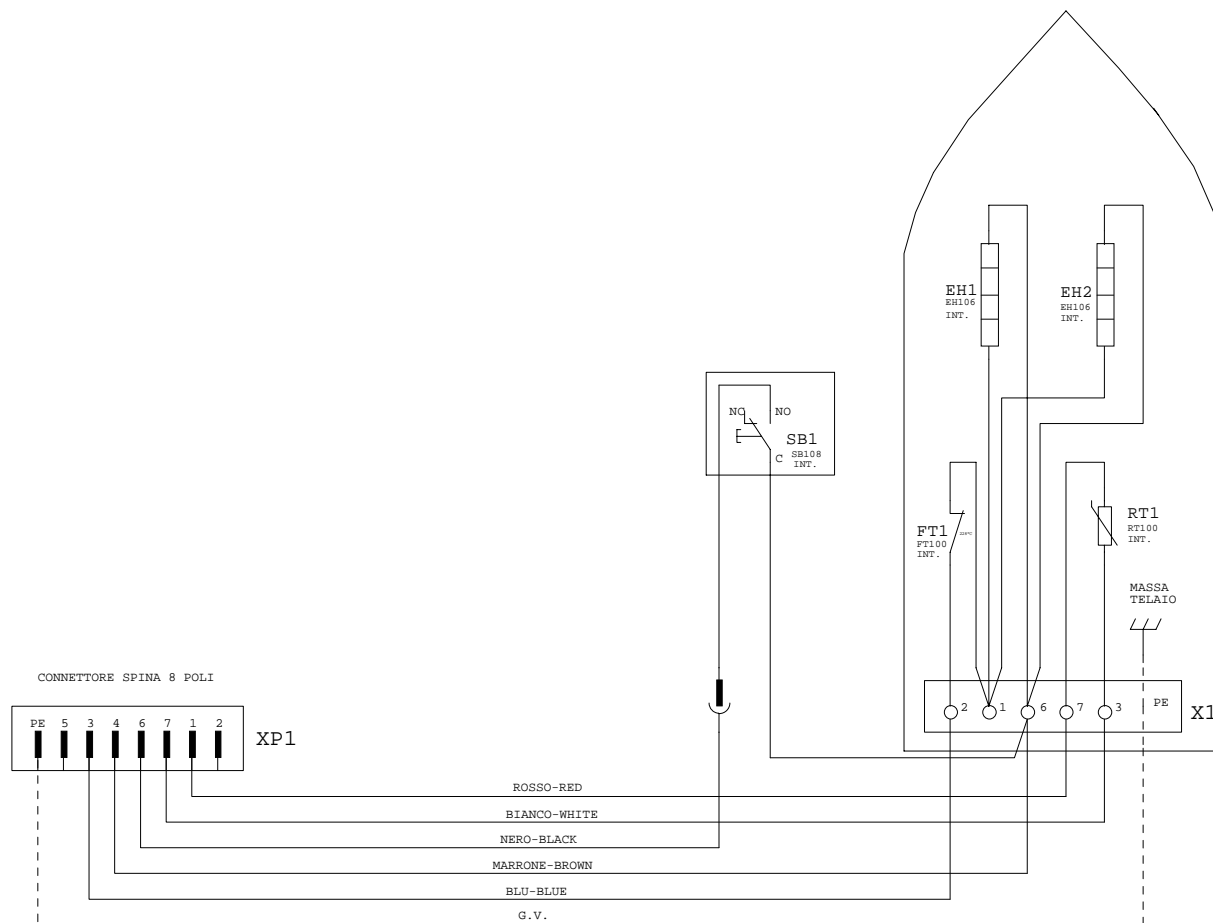 EH1
EH106
INT.
EH2
EH106
INT.
NC
NO
SB1
C
SB108
INT.
FT1
FT100
INT.
RT1
RT100
INT.
MASSA
TELAIO
CONNETTORE SPINA 8 POLI
PE 5 3 4 6 7 1 2
XP1
2 1 6 7 3 PE
X1
ROSSO-RED
BIANCO-WHITE
NERO-BLACK
MARRONE-BROWN
BLU-BLUE
G.V.